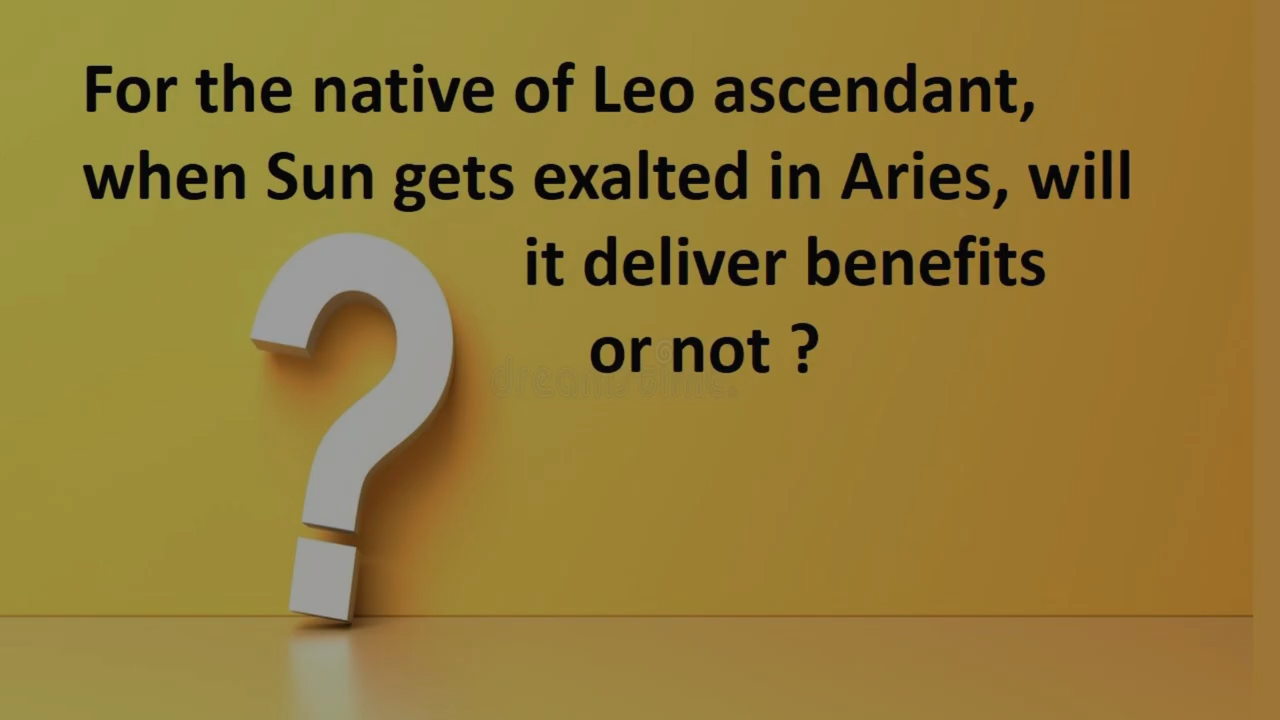 For the native of Leo ascendant,
when Sun gets exalted in Aries, will
it deliver benefits
or not ?